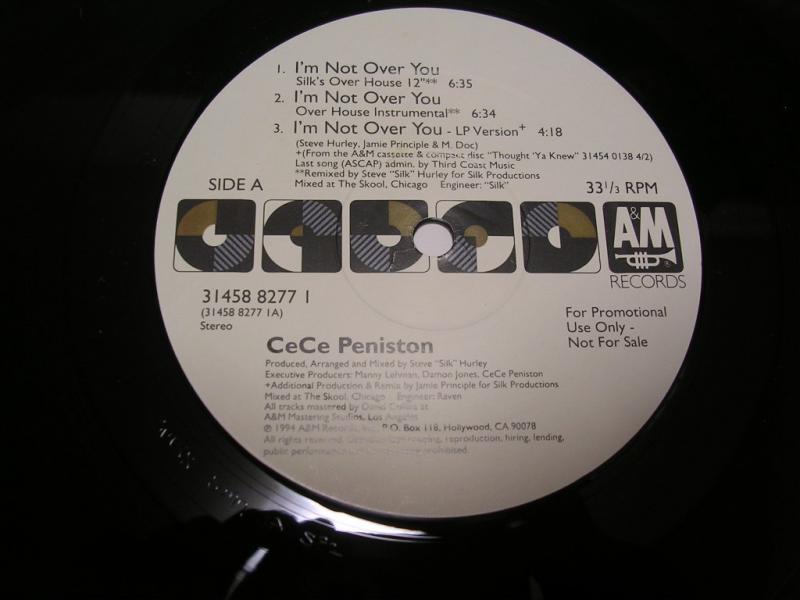 1. I'm Not Over You
Silk's Over House 12"** 6:35
2. I'm Not Over You
Over House Instrumental** 6:34
3. I'm Not Over You - LP Version+ 4:18
(Steve Hurley, Jamie Principle & M. Doc)
+(From the A&M cassette & compact disc "Thought 'Ya Knew" 31454 0138 4/2)
Last song (ASCAP) admin. by Third Coast Music
**Remixed by Steve "Silk" Hurley for Silk Productions
Mixed at The Skool, Chicago Engineer: "Silk"
SIDE A
33 1/3 RPM
A&M
RECORDS
31458 8277 1
(31458 8277 1A)
Stereo
For Promotional
Use Only -
Not For Sale
CeCe Peniston
Produced, Arranged and Mixed by Steve "Silk" Hurley
Executive Producers: Manny Lehman, Damon Jones, CeCe Peniston
+Additional Production & Remix by Jamie Principle for Silk Productions
Mixed at The Skool, Chicago Engineer: Raven
All tracks mastered by David Collins at
A&M Mastering Studios, Los Angeles
℗ 1994 A&M Records, Inc., P.O. Box 118, Hollywood, CA 90078
All rights reserved. reproduction, hiring, lending,
public performance prohibited.